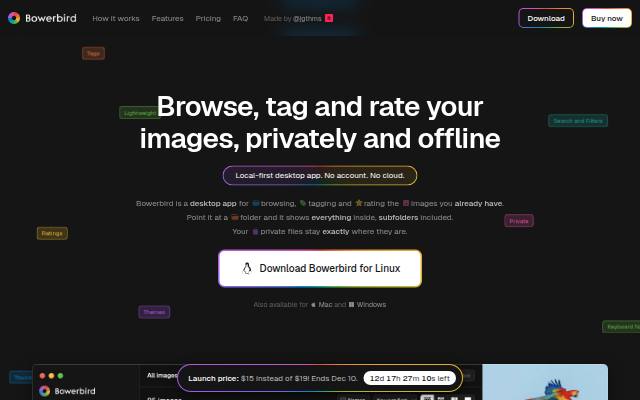 Bowerbird
How it works
Features
Pricing
FAQ
Made by @jgthms
Download
Buy now
Tags
Lightweight
Browse, tag and rate your
images, privately and offline
Search and Filters
Local-first desktop app. No account. No cloud.
Bowerbird is a desktop app for browsing, tagging and rating the images you already have.
Point it at a folder and it shows everything inside, subfolders included.
Your private files stay exactly where they are.
Private
Ratings
Download Bowerbird for Linux
Also available for Mac and Windows
Themes
Launch price: $15 instead of $19! Ends Dec 10.
12d 17h 27m 10s left
All images
Bowerbird